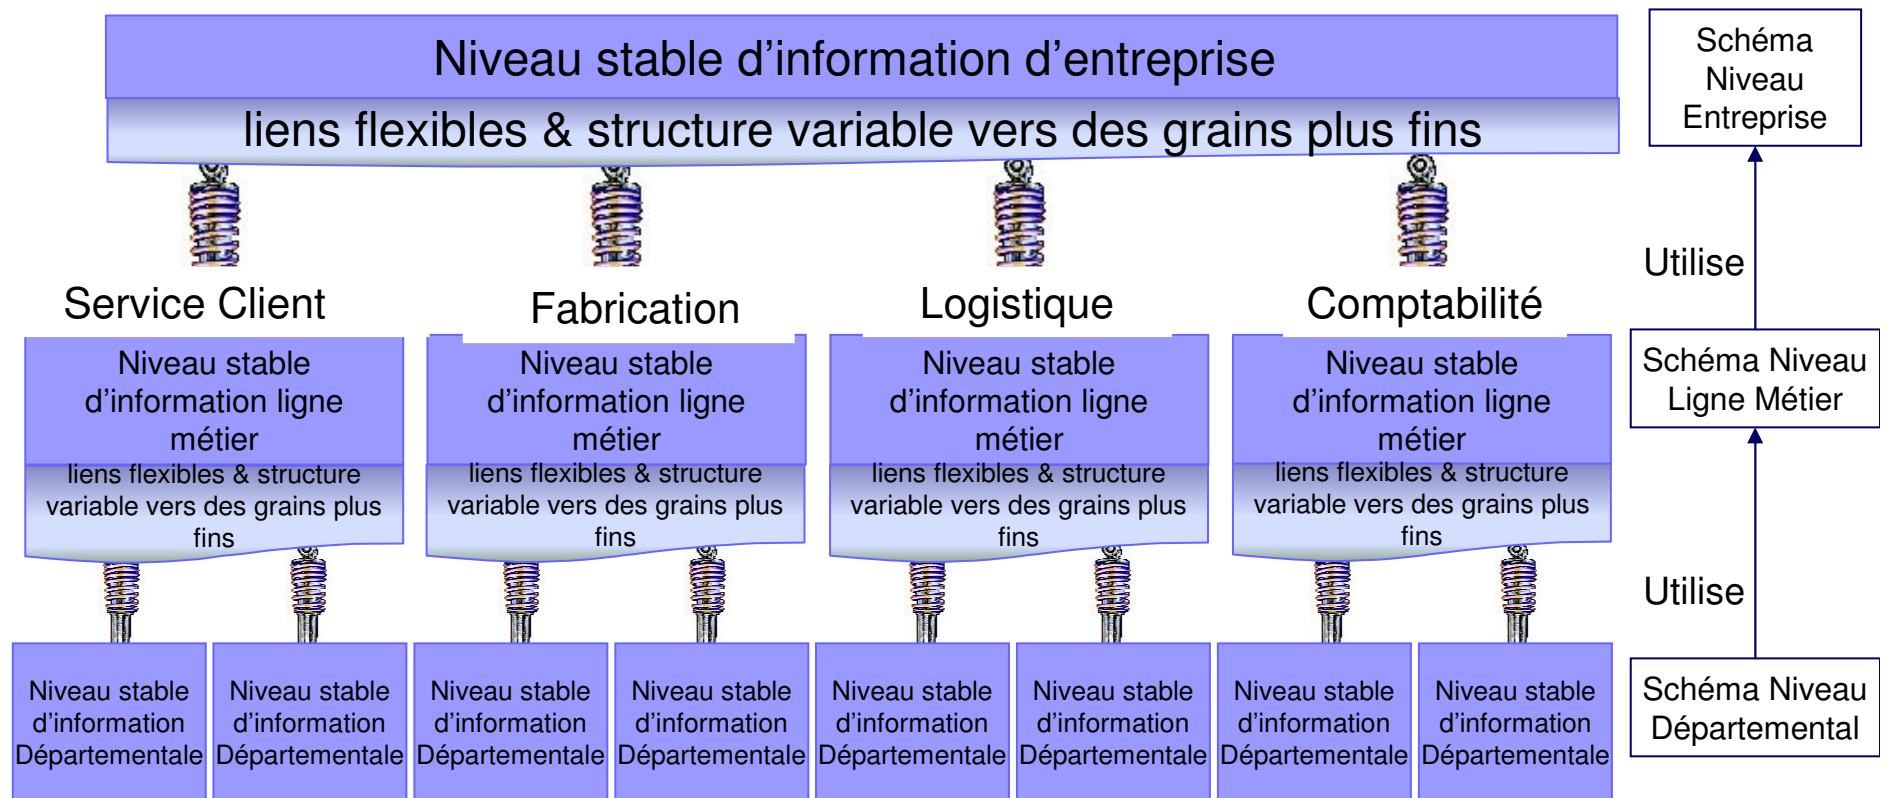 Niveau stable d’information d’entreprise
liens flexibles & structure variable vers des grains plus fins
Schéma
Niveau
Entreprise
Utilise
Service Client
Fabrication
Logistique
Comptabilité
Niveau stable
d’information ligne
métier
liens flexibles & structure
variable vers des grains plus
fins
Niveau stable
d’information ligne
métier
liens flexibles & structure
variable vers des grains plus
fins
Niveau stable
d’information ligne
métier
liens flexibles & structure
variable vers des grains plus
fins
Niveau stable
d’information ligne
métier
liens flexibles & structure
variable vers des grains plus
fins
Schéma Niveau
Ligne Métier
Utilise
Niveau stable
d’information
Départementale
Niveau stable
d’information
Départementale
Niveau stable
d’information
Départementale
Niveau stable
d’information
Départementale
Niveau stable
d’information
Départementale
Niveau stable
d’information
Départementale
Niveau stable
d’information
Départementale
Niveau stable
d’information
Départementale
Schéma Niveau
Départemental